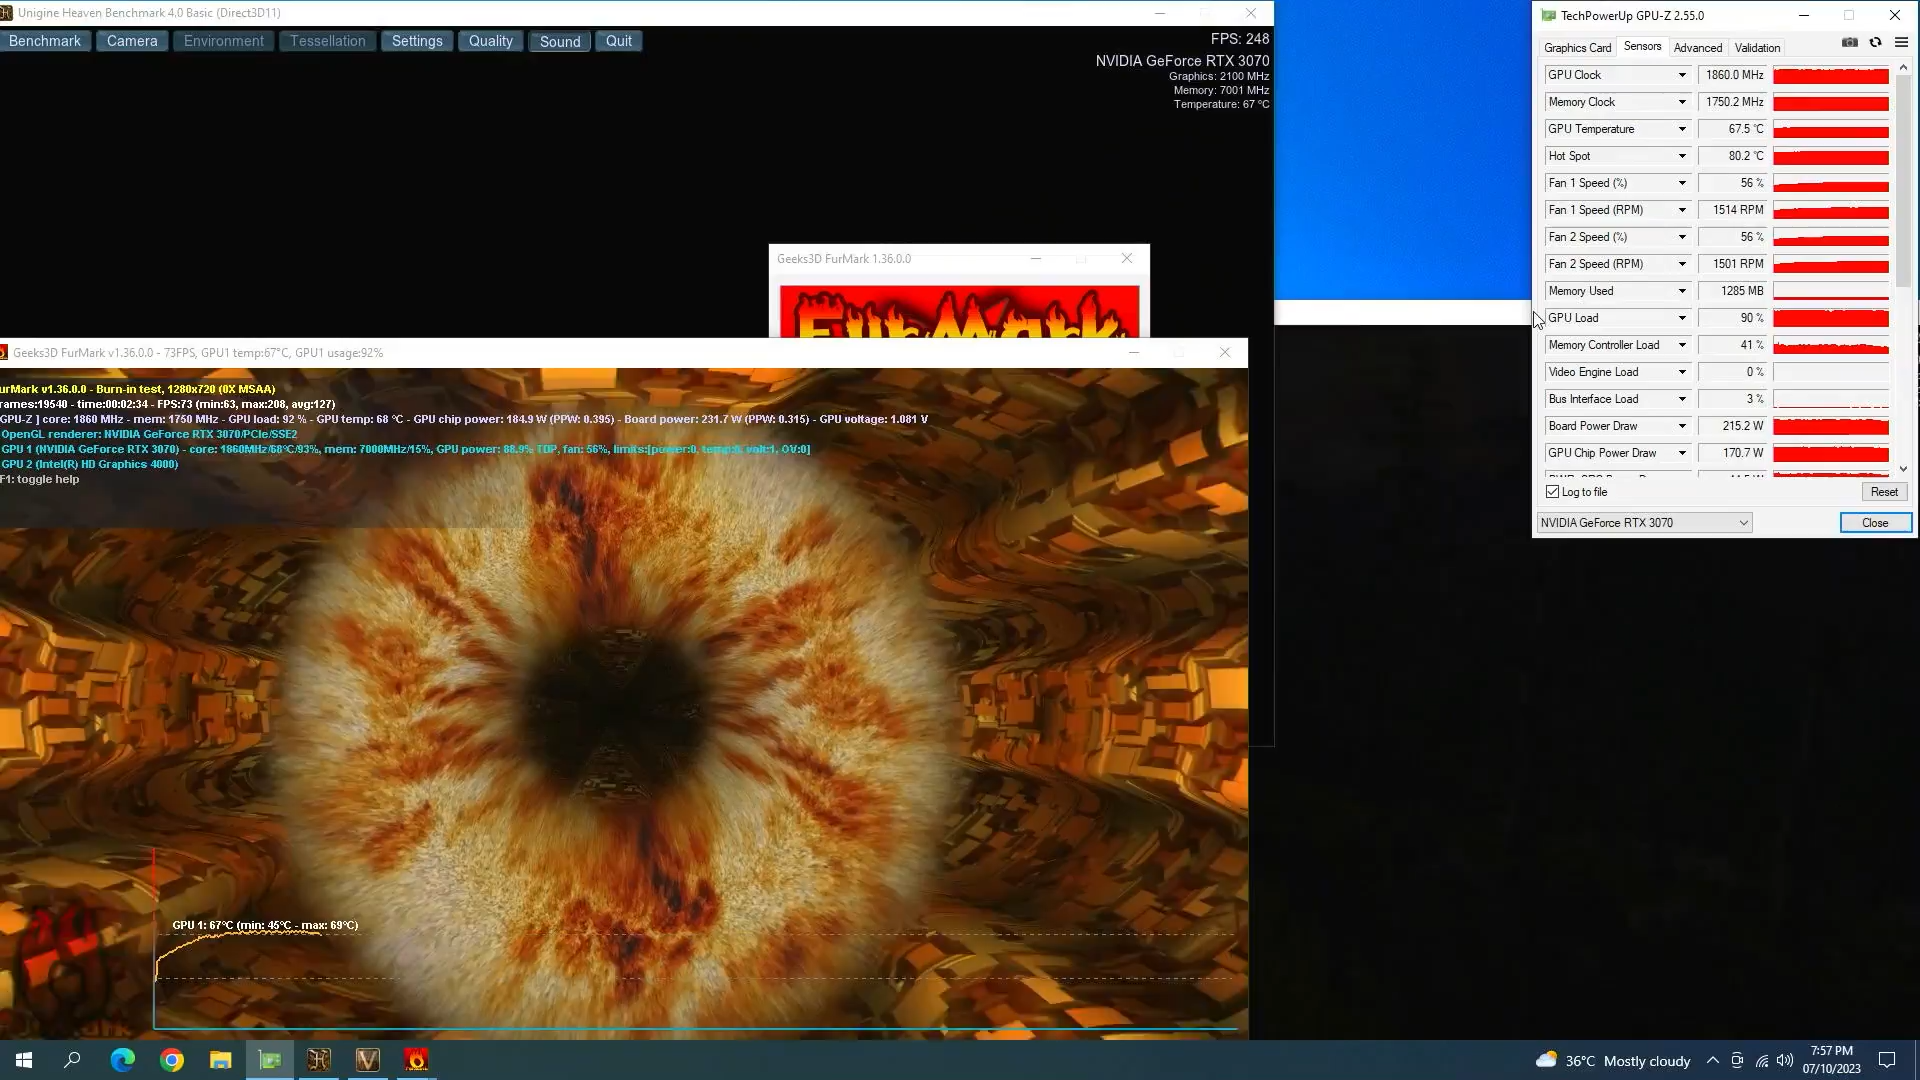 Unigine Heaven Benchmark 4.0 Basic (Direct3D11)
Benchmark Camera Environment Tessellation Settings Quality Sound Quit
FPS: 248
NVIDIA GeForce RTX 3070
Graphics: 2100 MHz
Memory: 7001 MHz
Temperature: 67 °C
Geeks3D FurMark 1.36.0.0
FurMark
Geeks3D FurMark v1.36.0.0 - 73FPS, GPU1 temp:67°C, GPU1 usage:92%
urMark v1.36.0.0 - Burn-in test, 1280x720 (0X MSAA)
rames:19540 - time:00:02:34 - FPS:73 (min:63, max:208, avg:127)
GPU-Z ] core: 1860 MHz - mem: 1750 MHz - GPU load: 92 % - GPU temp: 68 °C - GPU chip power: 184.9 W (PPW: 0.395) - Board power: 231.7 W (PPW: 0.315) - GPU voltage: 1.081 V
OpenGL renderer: NVIDIA GeForce RTX 3070/PCIe/SSE2
GPU 1 (NVIDIA GeForce RTX 3070) - core: 1860MHz/68°C/93%, mem: 7000MHz/15%, GPU power: 88.9% TDP, fan: 56%, limits:[power:0, temp:0, volt:1, OV:0]
GPU 2 (Intel(R) HD Graphics 4000)
F1: toggle help
GPU 1: 67°C (min: 45°C - max: 69°C)
TechPowerUp GPU-Z 2.55.0
Graphics Card Sensors Advanced Validation
GPU Clock 1860.0 MHz
Memory Clock 1750.2 MHz
GPU Temperature 67.5 °C
Hot Spot 80.2 °C
Fan 1 Speed (%) 56 %
Fan 1 Speed (RPM) 1514 RPM
Fan 2 Speed (%) 56 %
Fan 2 Speed (RPM) 1501 RPM
Memory Used 1285 MB
GPU Load 90 %
Memory Controller Load 41 %
Video Engine Load 0 %
Bus Interface Load 3 %
Board Power Draw 215.2 W
GPU Chip Power Draw 170.7 W
Log to file Reset
NVIDIA GeForce RTX 3070 Close
36°C Mostly cloudy
7:57 PM
07/10/2023